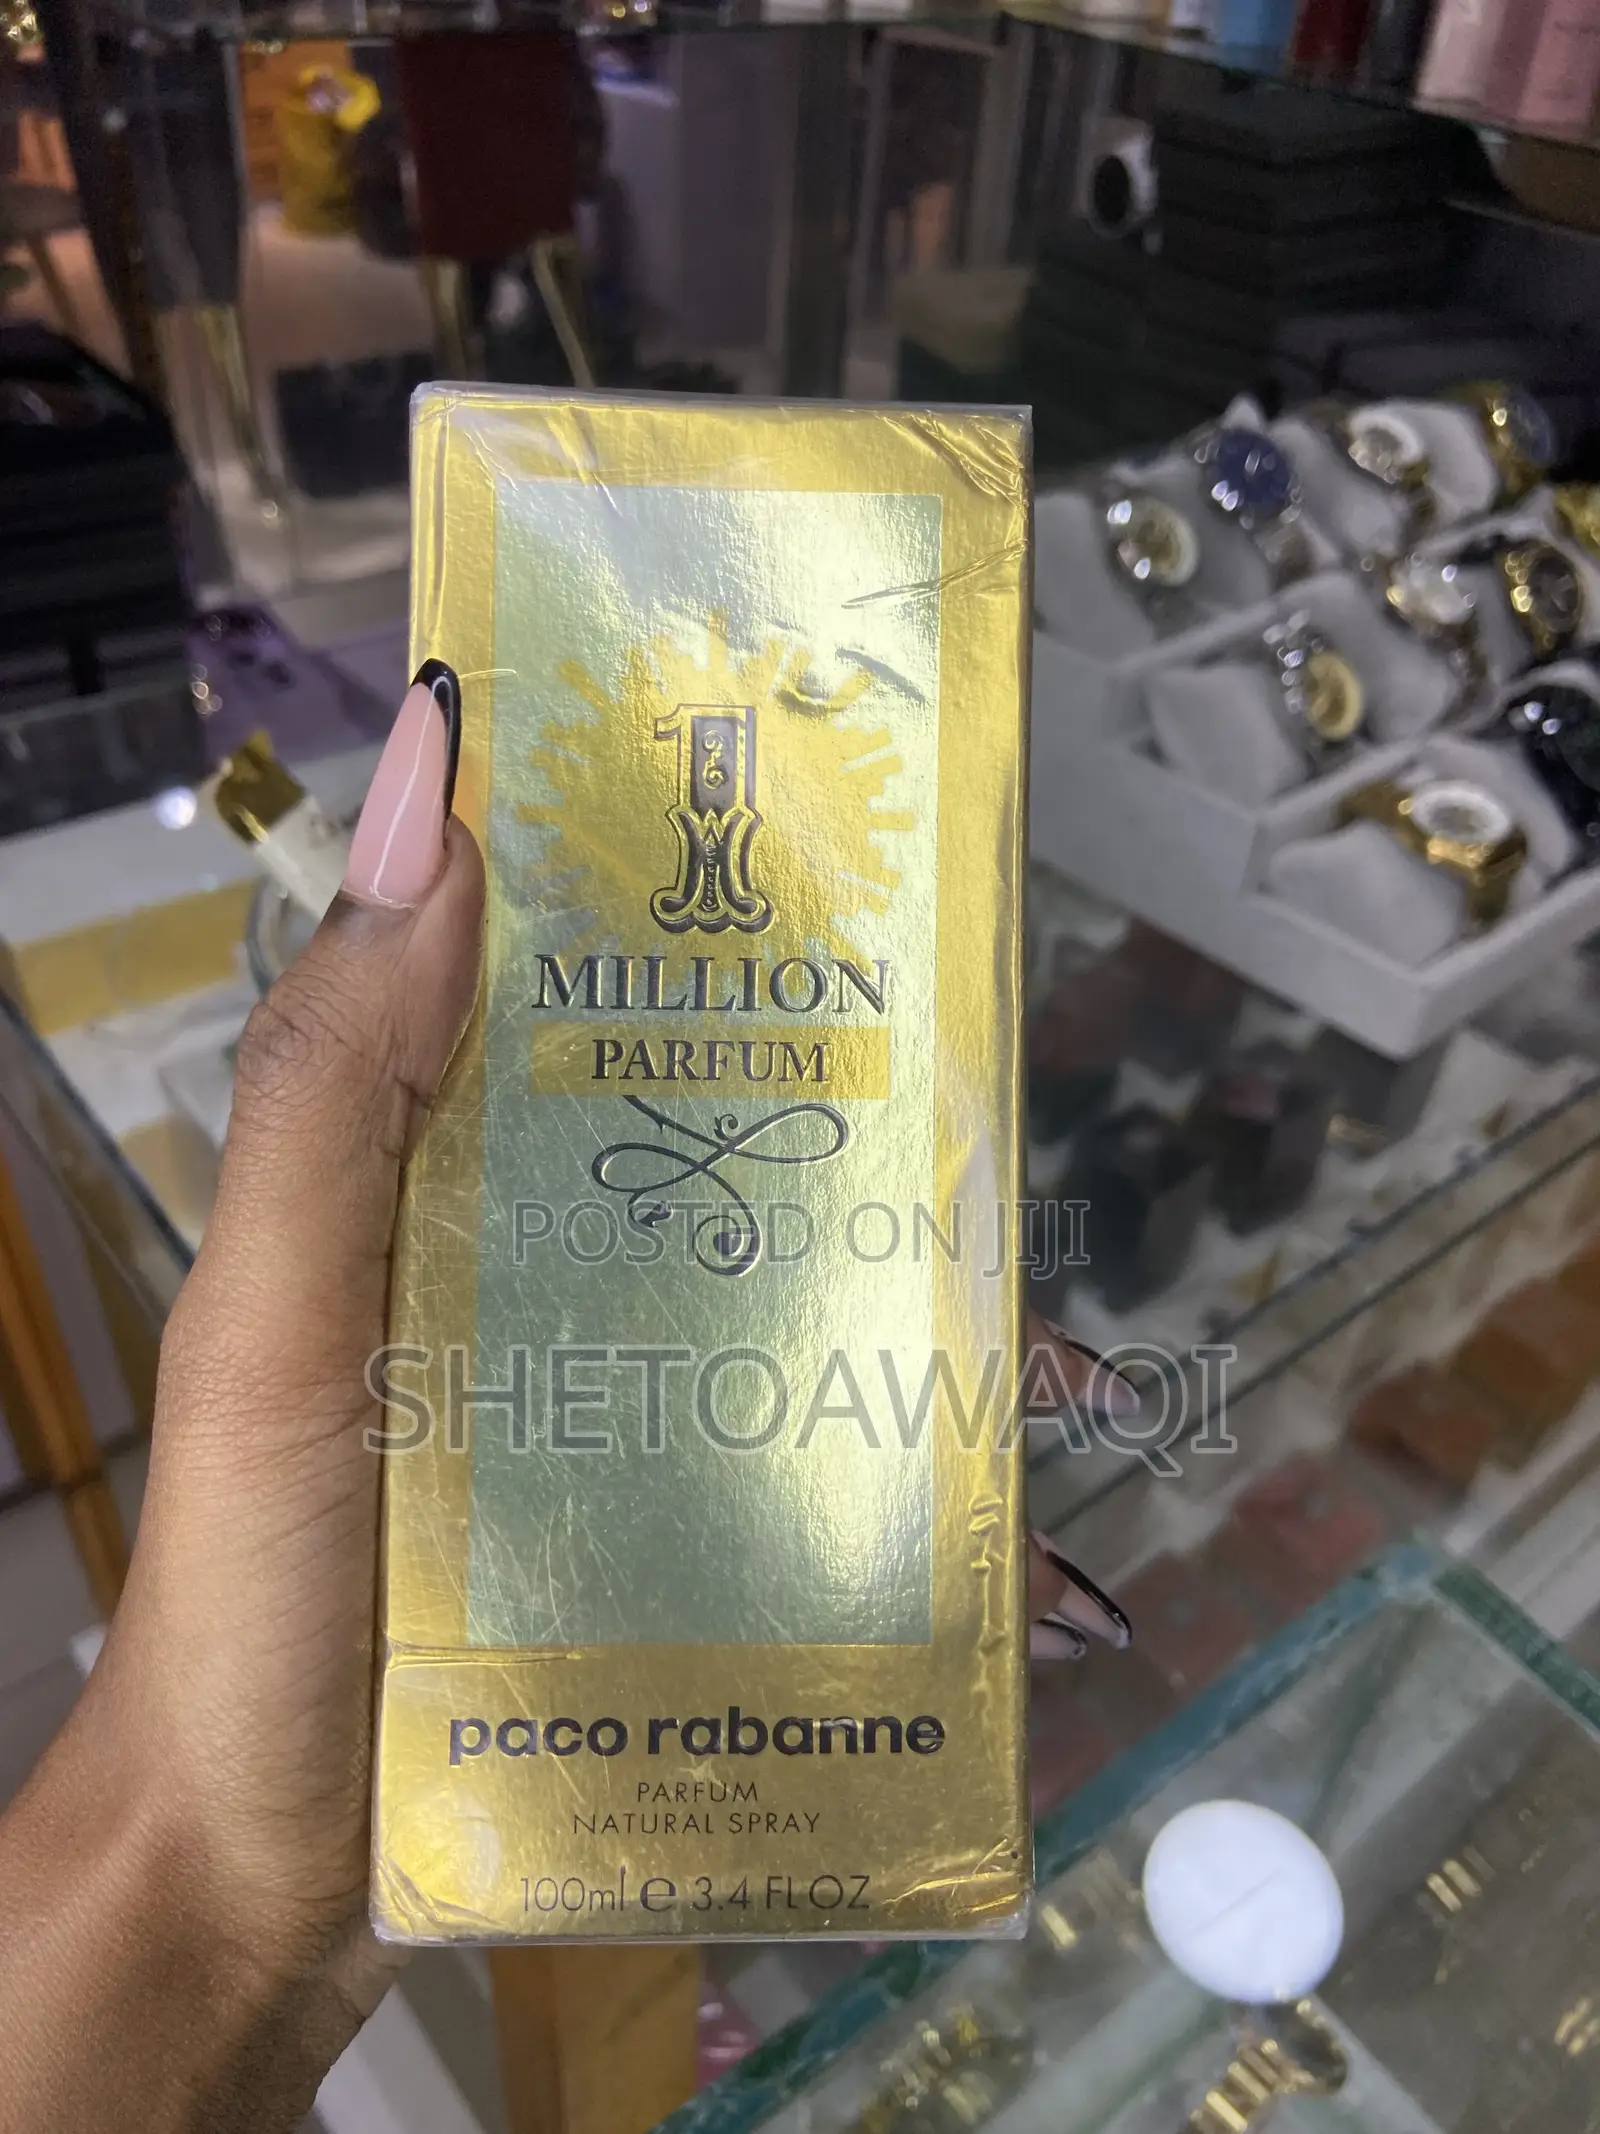 1
MILLION
PARFUM
POSTED ON JIJI
SHETOAWAQI
paco rabanne
PARFUM
NATURAL SPRAY
100ml e 3.4 FL OZ